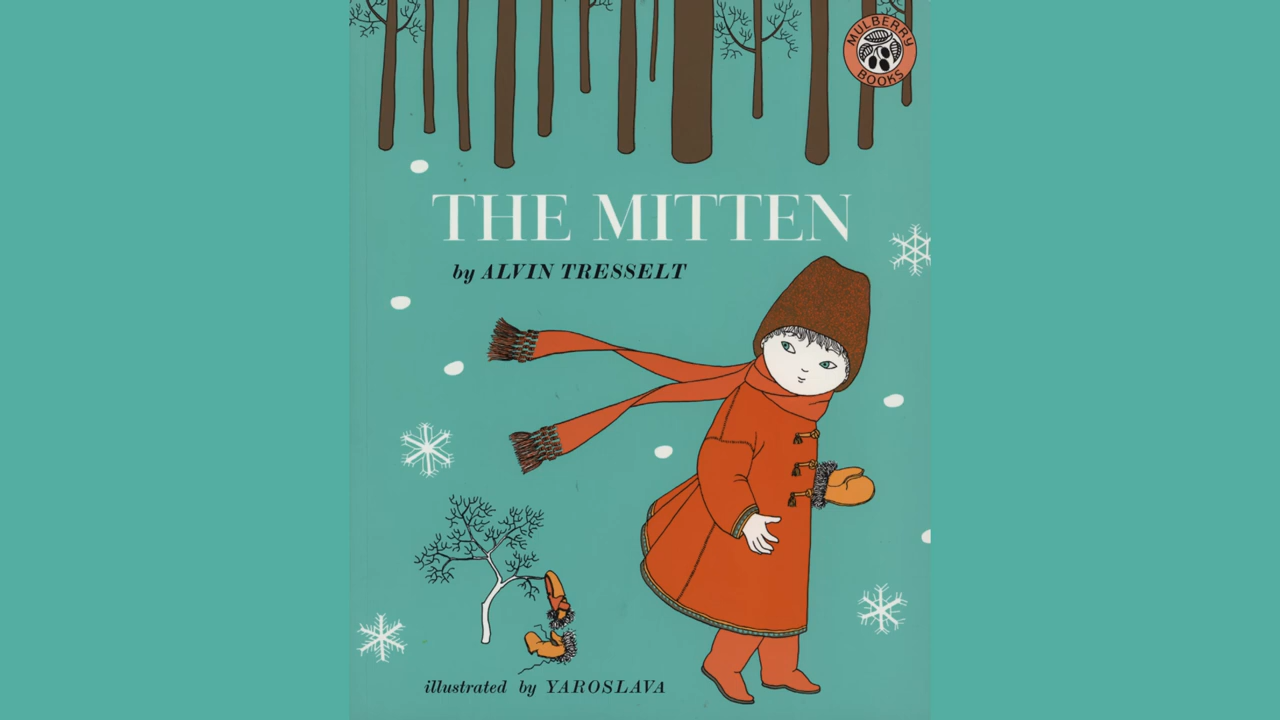 MULBERRY
BOOKS
THE MITTEN
by ALVIN TRESSELT
illustrated by YAROSLAVA